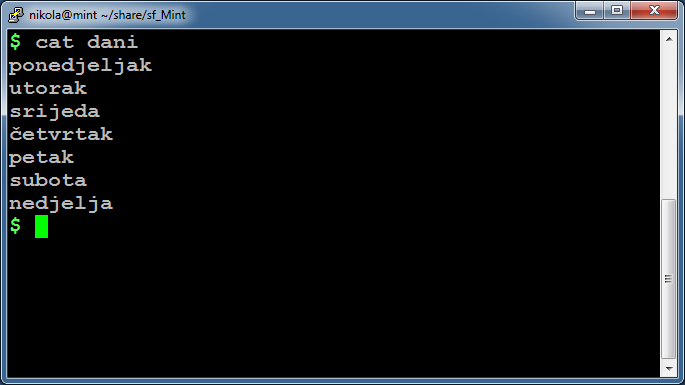 nikola@mint ~/share/sf_Mint
$ cat dani
ponedjeljak
utorak
srijeda
četvrtak
petak
subota
nedjelja
$